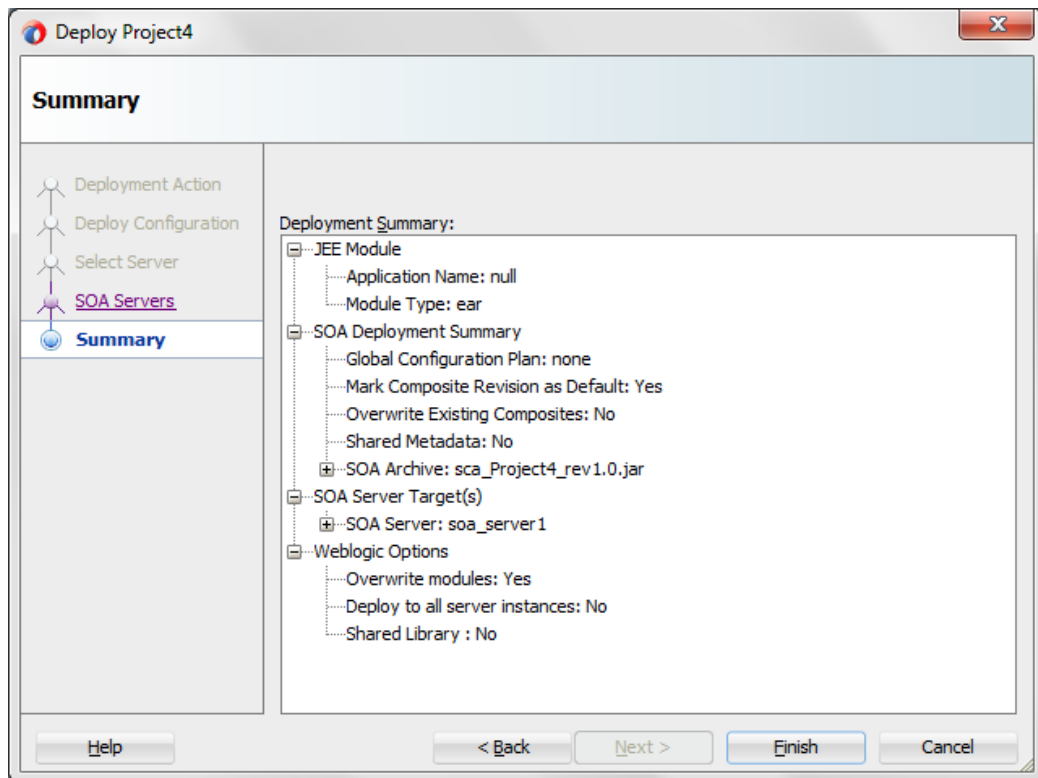 Deploy Project4
Summary
Deployment Action
Deploy Configuration
Select Server
SOA Servers
Summary
Deployment Summary:
JEE Module
Application Name: null
Module Type: ear
SOA Deployment Summary
Global Configuration Plan: none
Mark Composite Revision as Default: Yes
Overwrite Existing Composites: No
Shared Metadata: No
SOA Archive: sca_Project4_rev1.0.jar
SOA Server Target(s)
SOA Server: soa_server1
Weblogic Options
Overwrite modules: Yes
Deploy to all server instances: No
Shared Library : No
Help
< Back
Next >
Finish
Cancel